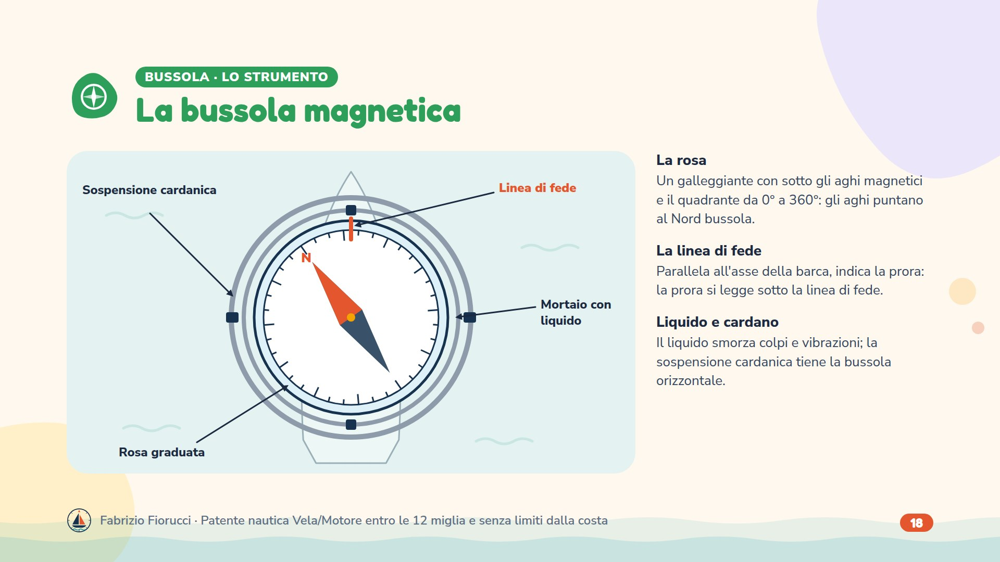 BUSSOLA · LO STRUMENTO
La bussola magnetica
Sospensione cardanica
Linea di fede
N
Mortaio con
liquido
Rosa graduata
La rosa
Un galleggiante con sotto gli aghi magnetici
e il quadrante da 0° a 360°: gli aghi puntano
al Nord bussola.
La linea di fede
Parallela all'asse della barca, indica la prora:
la prora si legge sotto la linea di fede.
Liquido e cardano
Il liquido smorza colpi e vibrazioni; la
sospensione cardanica tiene la bussola
orizzontale.
Fabrizio Fiorucci · Patente nautica Vela/Motore entro le 12 miglia e senza limiti dalla costa
18